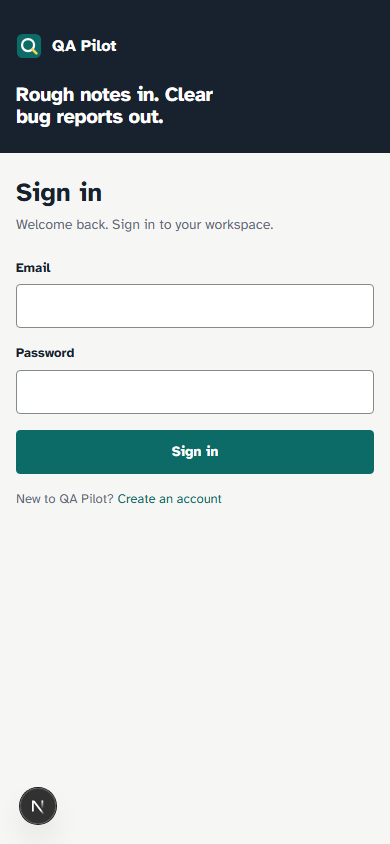 QA Pilot
Rough notes in. Clear
bug reports out.
Sign in
Welcome back. Sign in to your workspace.
Email
Password
Sign in
New to QA Pilot? Create an account
N